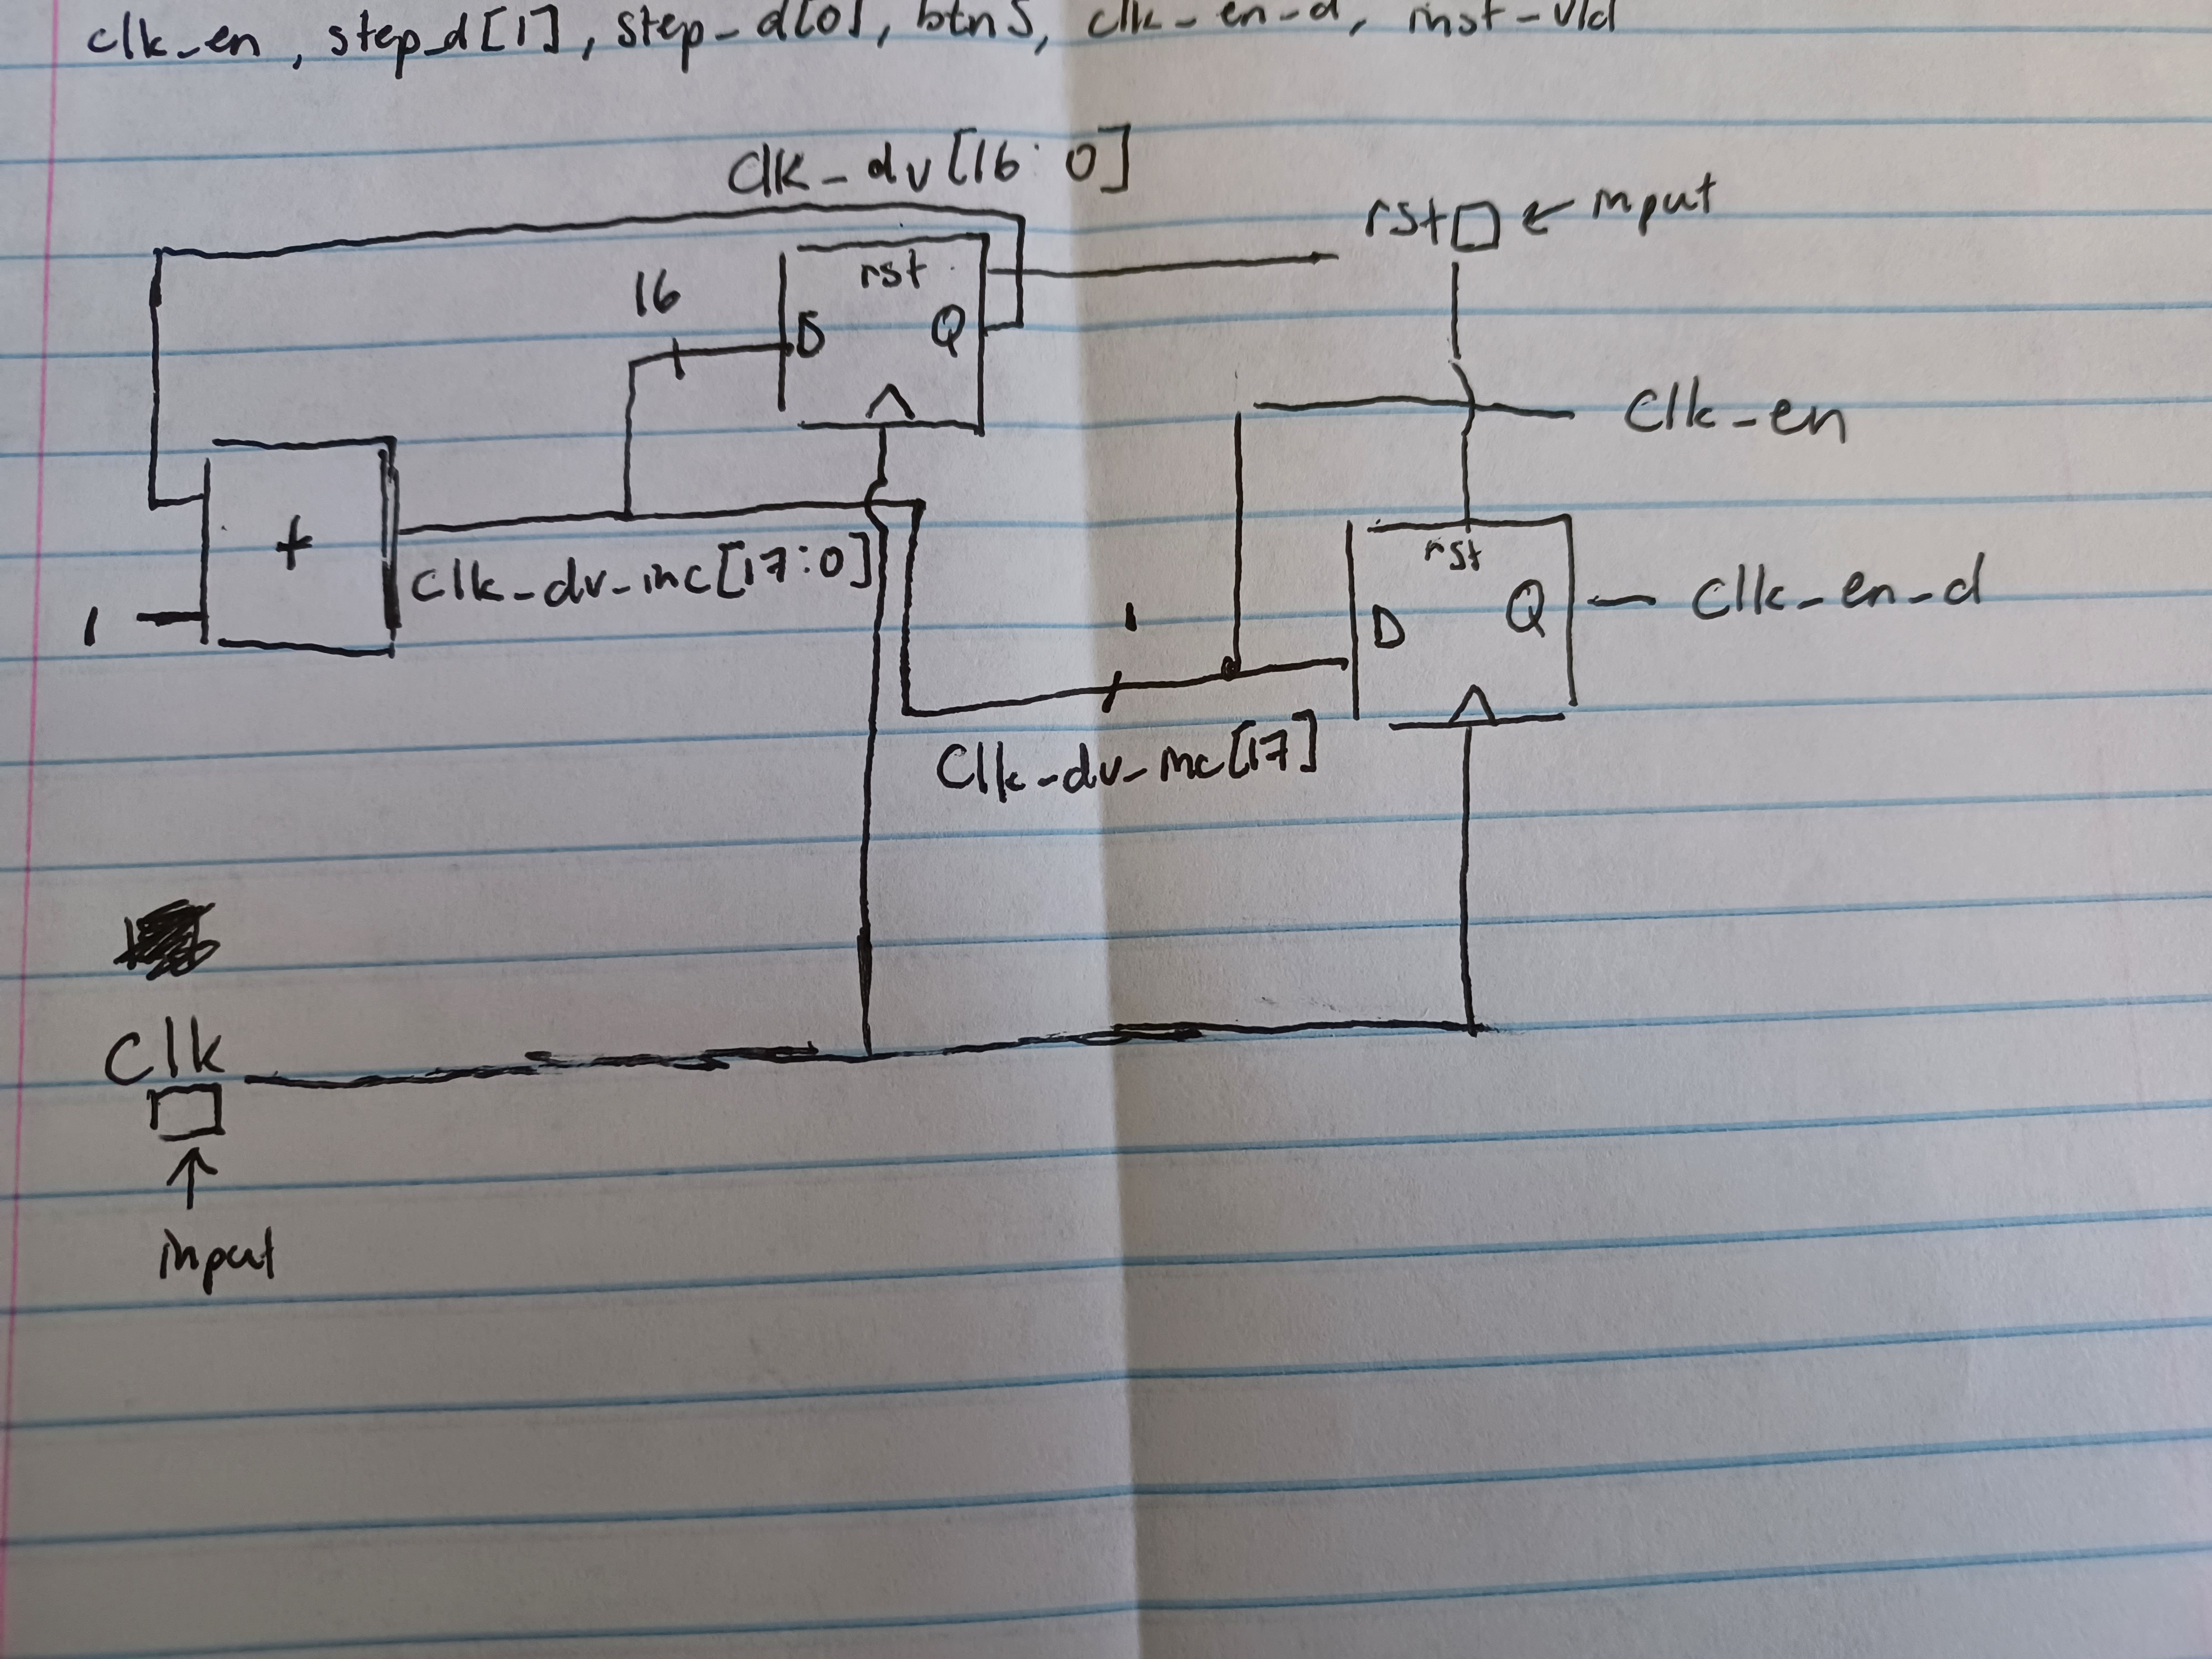 clk_en, step_d[1], step_d[0], btnS, clk_en_d, inst_vld
clk_dv[16:0]
rst input
16
rst
D Q
1
+
clk_dv_inc[17:0]
clk_en
1
rst
D Q
clk_en_d
clk_dv_inc[17]
clk
input